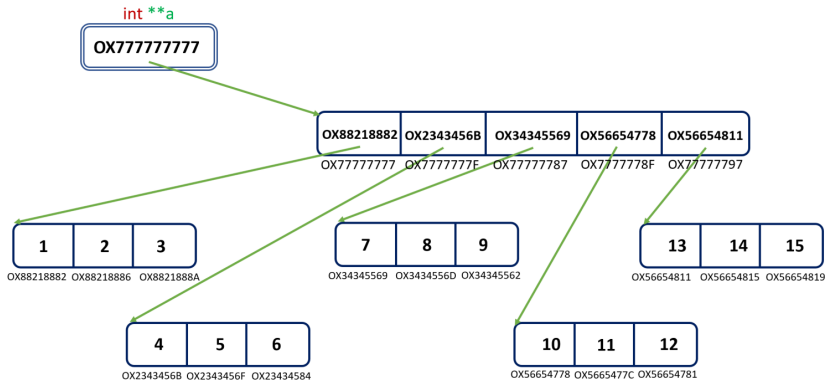 int **a
OX777777777
OX88218882 OX2343456B OX34345569 OX56654778 OX56654811
OX77777777 OX7777777F OX77777787 OX7777778F OX77777797
1 2 3
OX88218882 OX88218886 OX8821888A
7 8 9
OX34345569 OX3434556D OX34345562
13 14 15
OX56654811 OX56654815 OX56654819
4 5 6
OX2343456B OX2343456F OX23434584
10 11 12
OX56654778 OX5665477C OX56654781